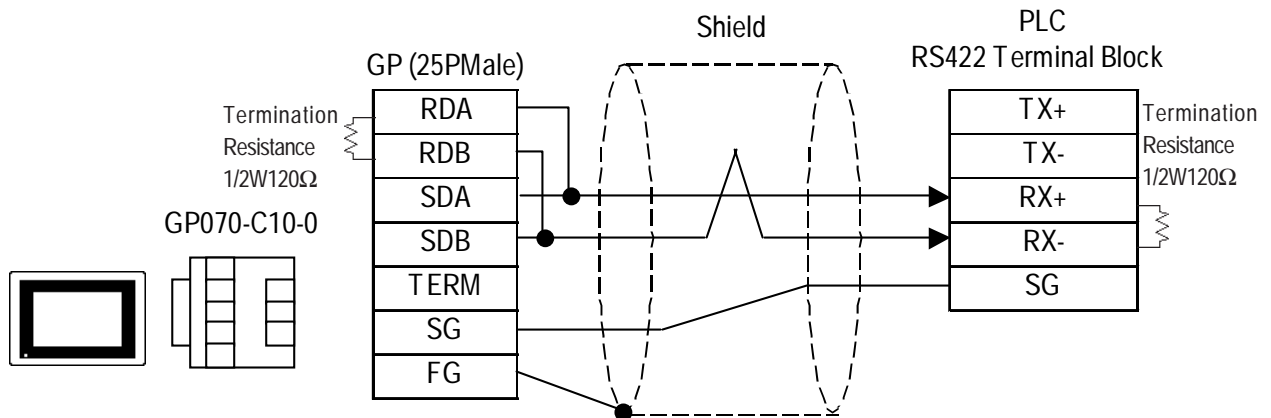 Shield
PLC
RS422 Terminal Block
GP (25PMale)
Termination
Resistance
1/2W120Ω
GP070-C10-0
RDA
RDB
SDA
SDB
TERM
SG
FG
TX+
TX-
RX+
RX-
SG
Termination
Resistance
1/2W120Ω